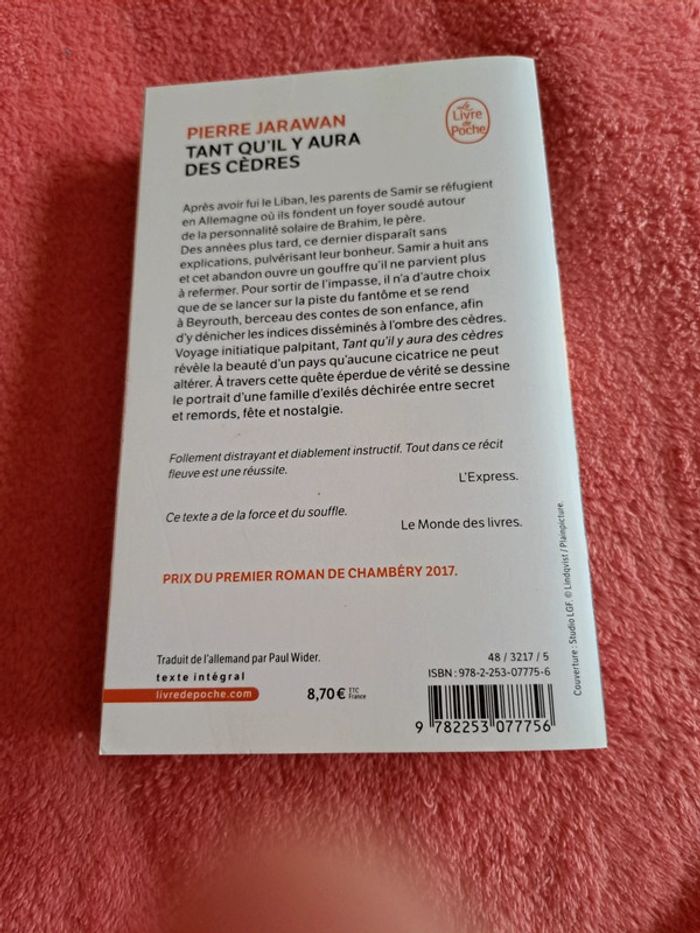 PIERRE JARAWAN
TANT QU'IL Y AURA
DES CÈDRES
Le
Livre
de
Poche
Après avoir fui le Liban, les parents de Samir se réfugient
en Allemagne où ils fondent un foyer soudé autour
de la personnalité solaire de Brahim, le père.
Des années plus tard, ce dernier disparaît sans
explications, pulvérisant leur bonheur. Samir a huit ans
et cet abandon ouvre un gouffre qu'il ne parvient plus
à refermer. Pour sortir de l'impasse, il n'a d'autre choix
que de se lancer sur la piste du fantôme et se rend
à Beyrouth, berceau des contes de son enfance, afin
d'y dénicher les indices disséminés à l'ombre des cèdres.
Voyage initiatique palpitant, Tant qu'il y aura des cèdres
révèle la beauté d'un pays qu'aucune cicatrice ne peut
altérer. À travers cette quête éperdue de vérité se dessine
le portrait d'une famille d'exilés déchirée entre secret
et remords, fête et nostalgie.
Follement distrayant et diablement instructif. Tout dans ce récit
fleuve est une réussite.
L'Express.
Ce texte a de la force et du souffle.
Le Monde des livres.
PRIX DU PREMIER ROMAN DE CHAMBÉRY 2017.
Traduit de l'allemand par Paul Wider.
texte intégral
livredepoche.com
8,70 € TTC
France
48 / 3217 / 5
ISBN : 978-2-253-07775-6
9 782253 077756
Couverture : Studio LGF. © Lindqvist / Plainpicture.